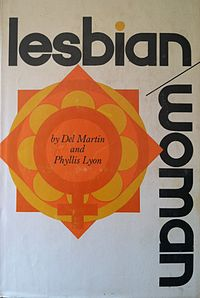 lesbian/
woman
by Del Martin
and
Phyllis Lyon